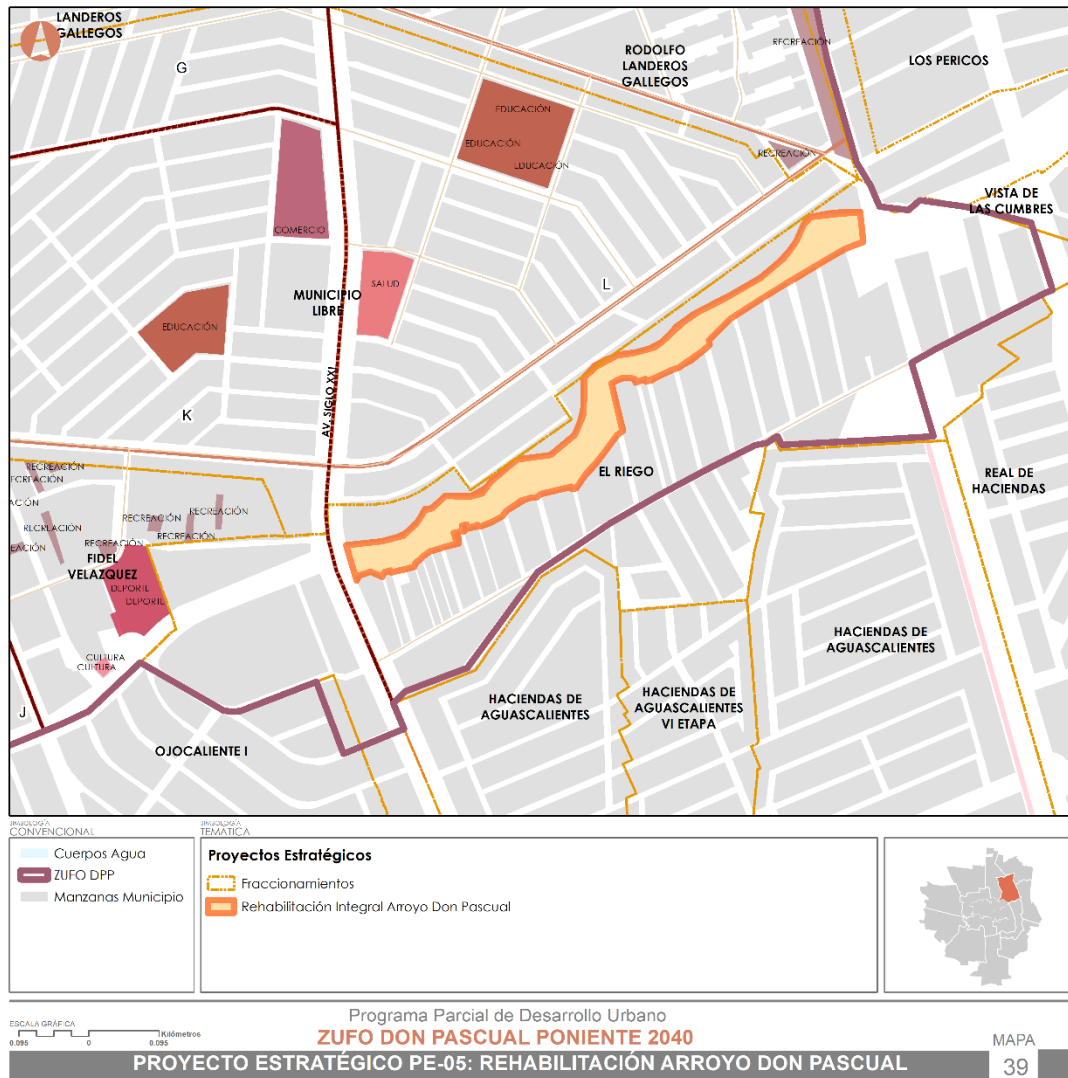 LANDEROS
GALLEGOS
G
RODOLFO
LANDEROS
GALLEGOS
RECREACIÓN
LOS PERICOS
EDUCACIÓN
EDUCACIÓN
EDUCACIÓN
RECREACIÓN
VISTA DE
LAS CUMBRES
COMERCIO
MUNICIPIO
LIBRE
SALUD
L
EDUCACIÓN
AV. SIGLO XXI
K
EL RIEGO
REAL DE
HACIENDAS
RECREACIÓN
ECREACIÓN
ACIÓN
RECREACIÓN
EACIÓN
RECREACIÓN
RECREACIÓN
RECREACIÓN
RECREACIÓN
FIDEL
VELAZQUEZ
DEPORTE
DEPORTE
CULTURA
CULTURA
J
OJOCALIENTE I
HACIENDAS DE
AGUASCALIENTES
HACIENDAS DE
AGUASCALIENTES
VI ETAPA
HACIENDAS DE
AGUASCALIENTES
SIMBOLOGÍA
CONVENCIONAL
Cuerpos Agua
ZUFO DPP
Manzanas Municipio
SIMBOLOGÍA
TEMÁTICA
Proyectos Estratégicos
Fraccionamientos
Rehabilitación Integral Arroyo Don Pascual
ESCALA GRÁFICA
Kilómetros
0.095 0 0.095
Programa Parcial de Desarrollo Urbano
ZUFO DON PASCUAL PONIENTE 2040
PROYECTO ESTRATÉGICO PE-05: REHABILITACIÓN ARROYO DON PASCUAL
MAPA
39